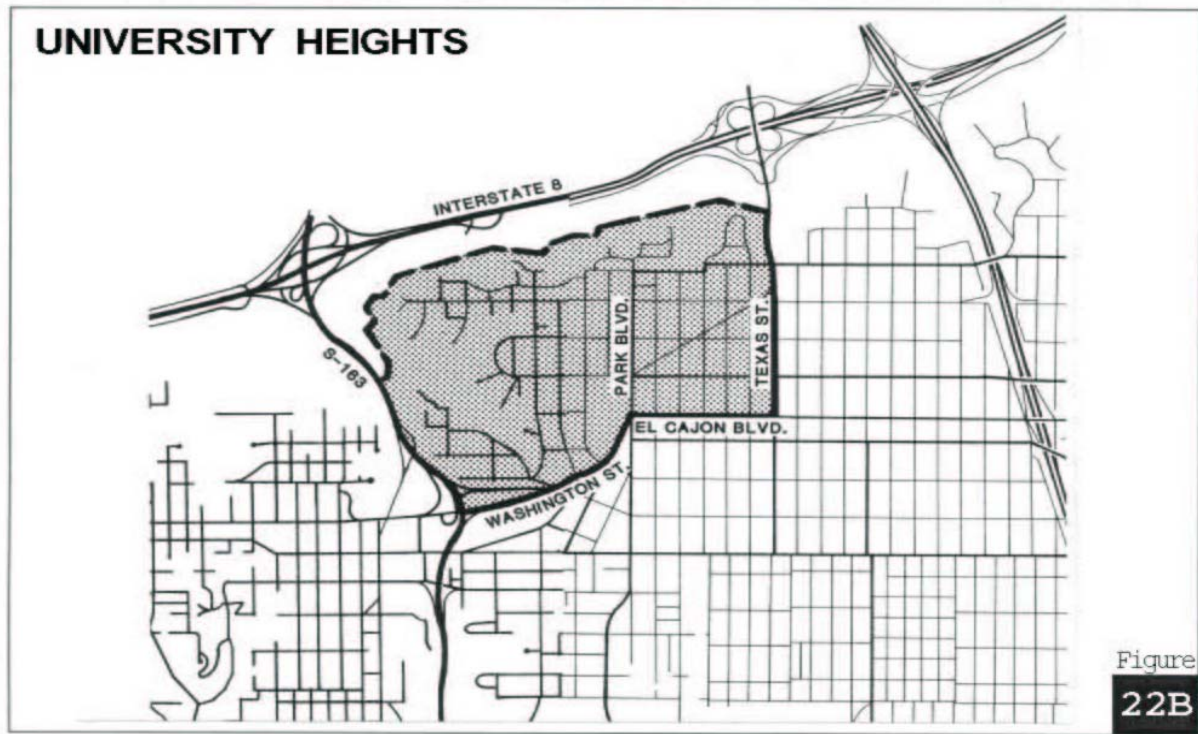 UNIVERSITY HEIGHTS
INTERSTATE 8
S-163
PARK BLVD.
TEXAS ST.
EL CAJON BLVD.
WASHINGTON ST.
Figure
22B